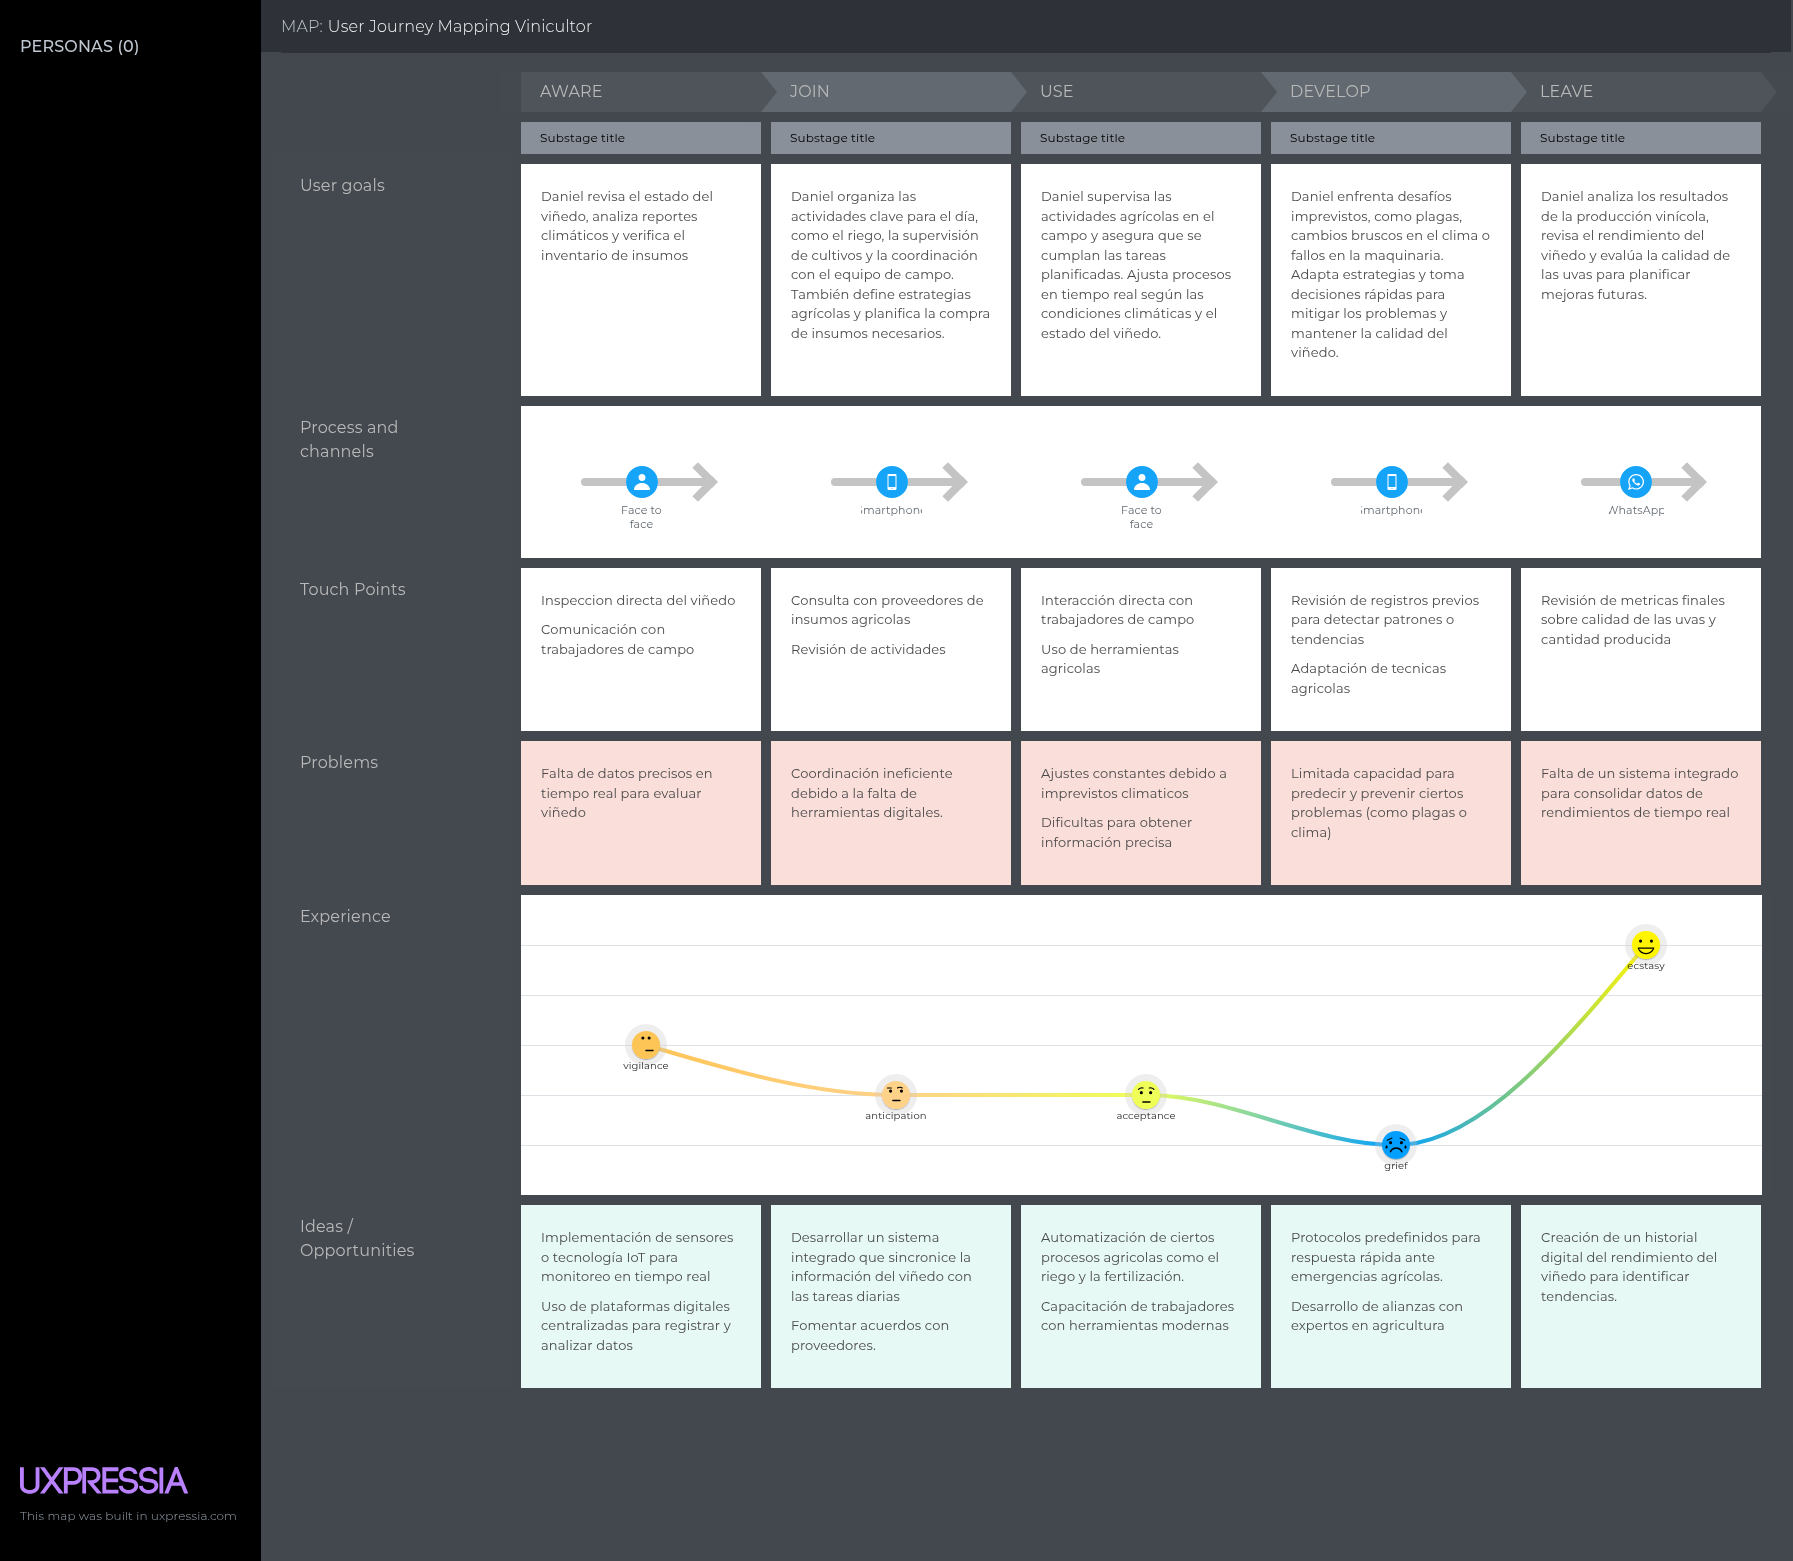 PERSONAS (0)
MAP: User Journey Mapping Vinicultor
AWARE
JOIN
USE
DEVELOP
LEAVE
Substage title
Substage title
Substage title
Substage title
Substage title
User goals
Daniel revisa el estado del
viñedo, analiza reportes
climáticos y verifica el
inventario de insumos
Daniel organiza las
actividades clave para el día,
como el riego, la supervisión
de cultivos y la coordinación
con el equipo de campo.
También define estrategias
agrícolas y planifica la compra
de insumos necesarios.
Daniel supervisa las
actividades agrícolas en el
campo y asegura que se
cumplan las tareas
planificadas. Ajusta procesos
en tiempo real según las
condiciones climáticas y el
estado del viñedo.
Daniel enfrenta desafíos
imprevistos, como plagas,
cambios bruscos en el clima o
fallos en la maquinaria.
Adapta estrategias y toma
decisiones rápidas para
mitigar los problemas y
mantener la calidad del
viñedo.
Daniel analiza los resultados
de la producción vinícola,
revisa el rendimiento del
viñedo y evalúa la calidad de
las uvas para planificar
mejoras futuras.
Process and
channels
Face to
face
Smartphone
Face to
face
Smartphone
WhatsApp
Touch Points
Inspeccion directa del viñedo
Comunicación con
trabajadores de campo
Consulta con proveedores de
insumos agricolas
Revisión de actividades
Interacción directa con
trabajadores de campo
Uso de herramientas
agricolas
Revisión de registros previos
para detectar patrones o
tendencias
Adaptación de tecnicas
agricolas
Revisión de metricas finales
sobre calidad de las uvas y
cantidad producida
Problems
Falta de datos precisos en
tiempo real para evaluar
viñedo
Coordinación ineficiente
debido a la falta de
herramientas digitales.
Ajustes constantes debido a
imprevistos climaticos
Dificultas para obtener
información precisa
Limitada capacidad para
predecir y prevenir ciertos
problemas (como plagas o
clima)
Falta de un sistema integrado
para consolidar datos de
rendimientos de tiempo real
Experience
vigilance
anticipation
acceptance
grief
ecstasy
Ideas /
Opportunities
Implementación de sensores
o tecnología IoT para
monitoreo en tiempo real
Uso de plataformas digitales
centralizadas para registrar y
analizar datos
Desarrollar un sistema
integrado que sincronice la
información del viñedo con
las tareas diarias
Fomentar acuerdos con
proveedores.
Automatización de ciertos
procesos agricolas como el
riego y la fertilización.
Capacitación de trabajadores
con herramientas modernas
Protocolos predefinidos para
respuesta rápida ante
emergencias agrícolas.
Desarrollo de alianzas con
expertos en agricultura
Creación de un historial
digital del rendimiento del
viñedo para identificar
tendencias.
UXPRESSIA
This map was built in uxpressia.com